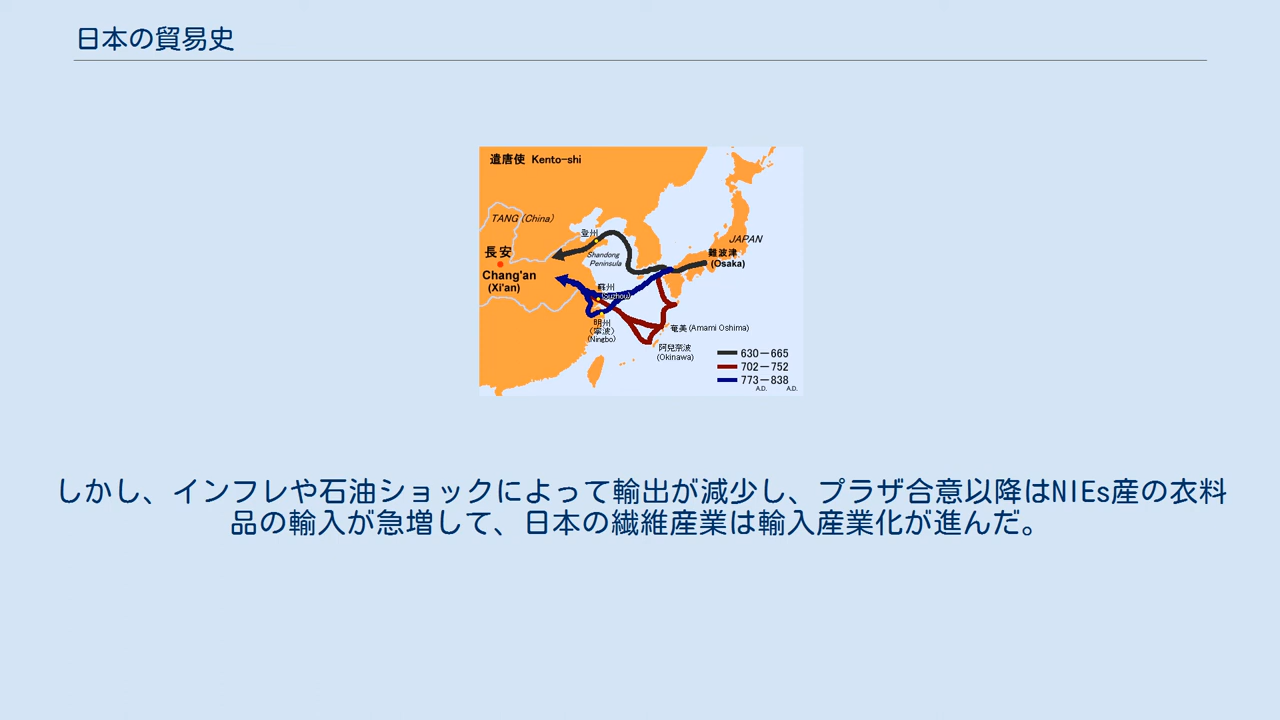 日本の貿易史
遣唐使 Kento-shi
TANG (China)
登州
JAPAN
長安
Shandong
Peninsula
難波津
(Osaka)
Chang'an
(Xi'an)
蘇州
(Suzhou)
明州
(寧波)
(Ningbo)
奄美 (Amami Oshima)
阿児奈波
(Okinawa)
630−665
702−752
773−838
A.D. A.D.
しかし、インフレや石油ショックによって輸出が減少し、プラザ合意以降はNIEs産の衣料
品の輸入が急増して、日本の繊維産業は輸入産業化が進んだ。